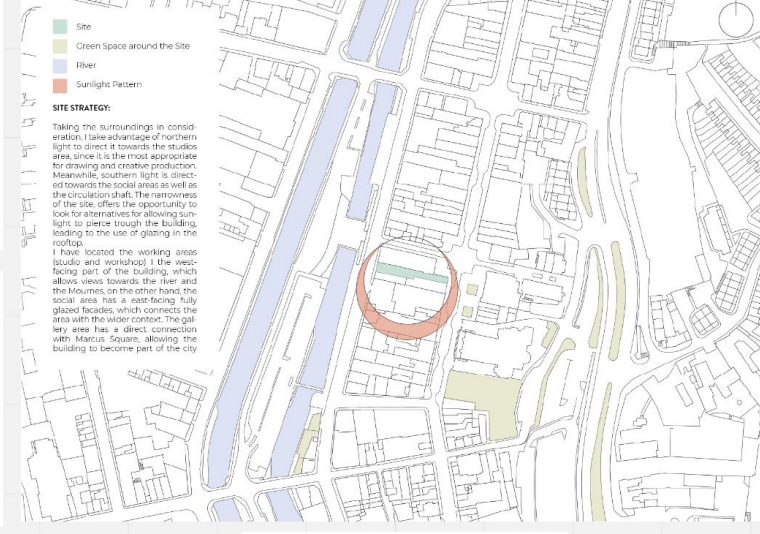 Site
Green Space around the Site
River
Sunlight Pattern
SITE STRATEGY:
Taking the surroundings in consid-
eration, I take advantage of northern
light to direct it towards the studios
area, since it is the most appropriate
for drawing and creative production.
Meanwhile, southern light is direct-
ed towards the social areas as well as
the circulation shaft. The narrowness
of the site, offers the opportunity to
look for alternatives for allowing sun-
light to pierce trough the building,
leading to the use of glazing in the
rooftop.
I have located the working areas
(studio and workshop) I the west-
facing part of the building, which
allows views towards the river and
the Mournes, on the other hand, the
social area has a east-facing fully
glazed facades, which connects the
area with the wider context. The gal-
lery area has a direct connection
with Marcus Square, allowing the
building to become part of the city